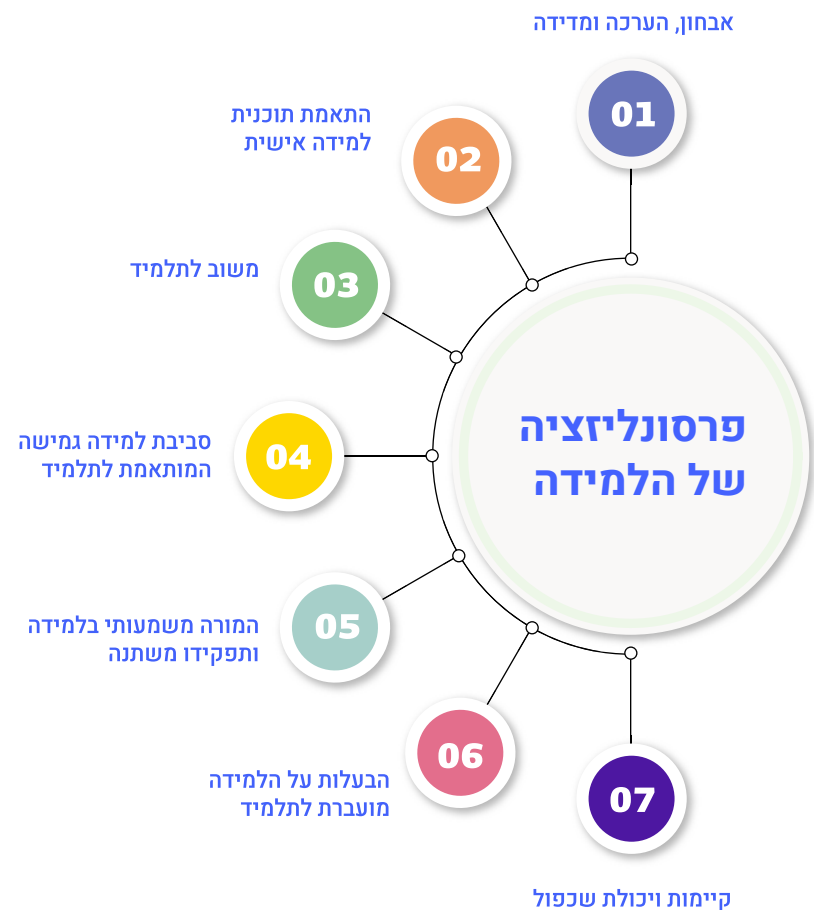 אבחון, הערכה ומדידה
01
התאמת תוכנית
למידה אישית
02
משוב לתלמיד
03
סביבת למידה גמישה
המותאמת לתלמיד
04
פרסונליזציה
של הלמידה
המורה משמעותי בלמידה
ותפקידו משתנה
05
הבעלות על הלמידה
מועברת לתלמיד
06
07
קיימות ויכולת שכפול